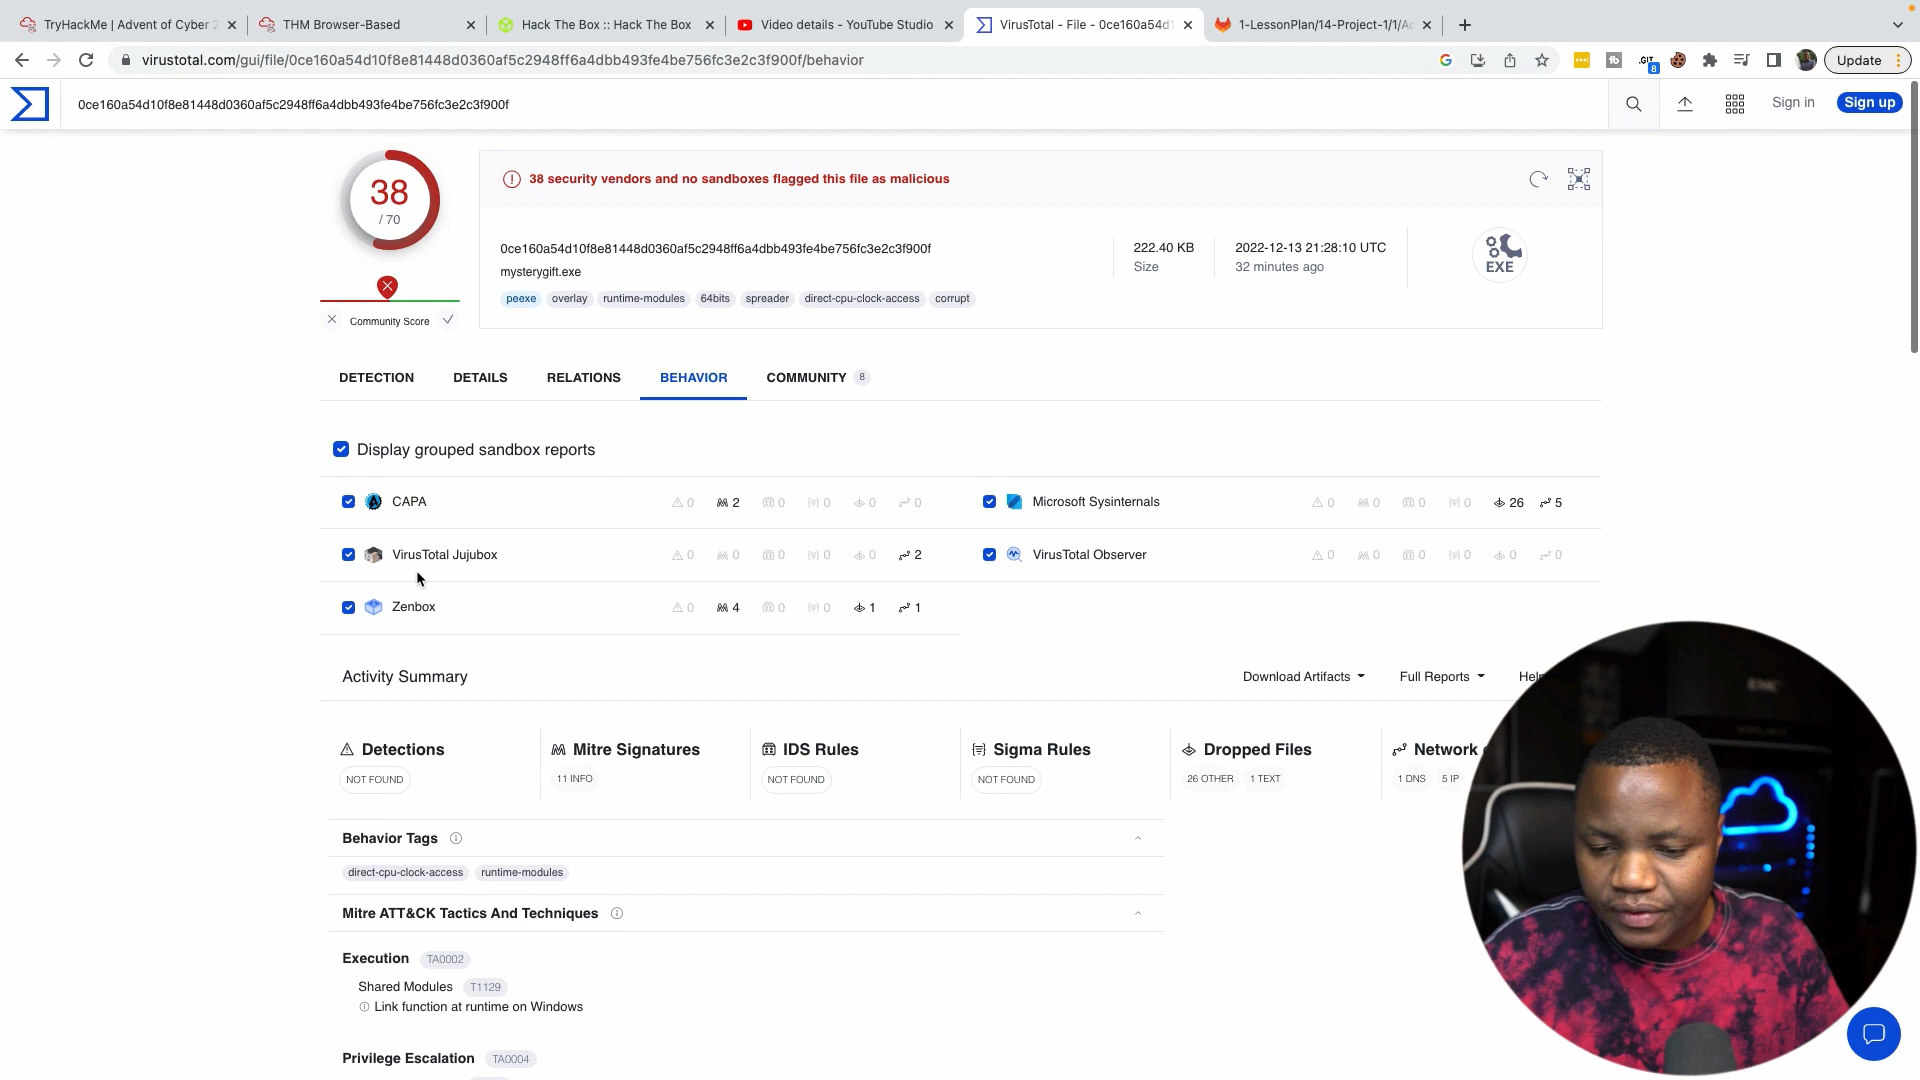 TryHackMe | Advent of Cyber 2
THM Browser-Based
Hack The Box :: Hack The Box
Video details - YouTube Studio
VirusTotal - File - 0ce160a54d1
1-LessonPlan/14-Project-1/1/Ac
virustotal.com/gui/file/0ce160a54d10f8e81448d0360af5c2948ff6a4dbb493fe4be756fc3e2c3f900f/behavior
Update
0ce160a54d10f8e81448d0360af5c2948ff6a4dbb493fe4be756fc3e2c3f900f
Sign in
Sign up
38
/ 70
Community Score
38 security vendors and no sandboxes flagged this file as malicious
0ce160a54d10f8e81448d0360af5c2948ff6a4dbb493fe4be756fc3e2c3f900f
mysterygift.exe
peexe overlay runtime-modules 64bits spreader direct-cpu-clock-access corrupt
222.40 KB
Size
2022-12-13 21:28:10 UTC
32 minutes ago
EXE
DETECTION DETAILS RELATIONS BEHAVIOR COMMUNITY 8
Display grouped sandbox reports
CAPA 0 2 0 0 0 0
Microsoft Sysinternals 0 0 0 0 26 5
VirusTotal Jujubox 0 0 0 0 0 2
VirusTotal Observer 0 0 0 0 0 0
Zenbox 0 4 0 0 1 1
Activity Summary
Download Artifacts
Full Reports
Help
Detections
NOT FOUND
Mitre Signatures
11 INFO
IDS Rules
NOT FOUND
Sigma Rules
NOT FOUND
Dropped Files
26 OTHER 1 TEXT
Network
1 DNS 5 IP
Behavior Tags
direct-cpu-clock-access runtime-modules
Mitre ATT&CK Tactics And Techniques
Execution TA0002
Shared Modules T1129
Link function at runtime on Windows
Privilege Escalation TA0004